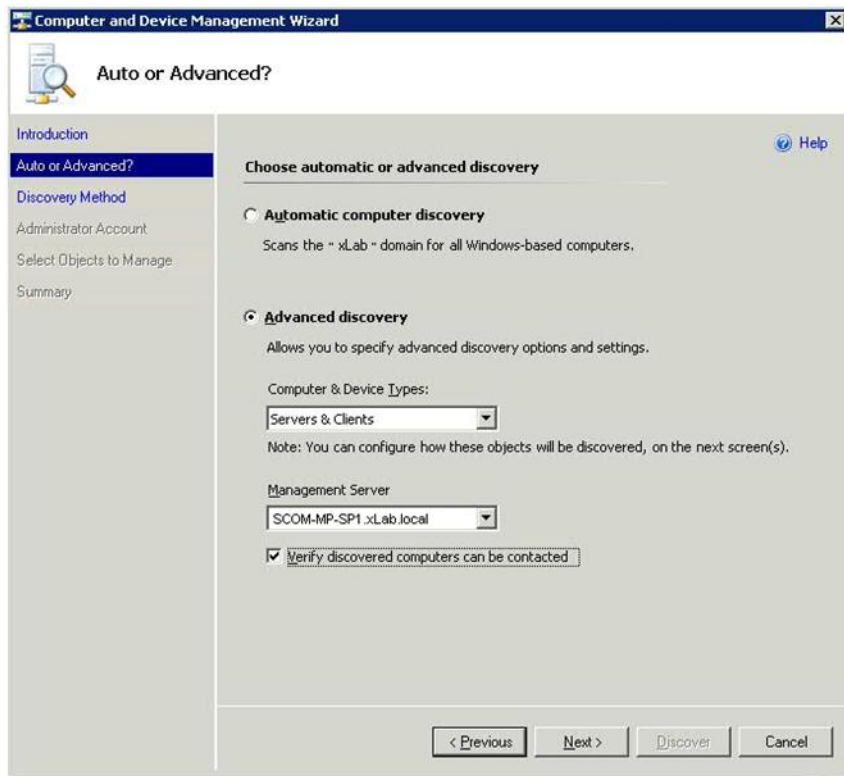 Computer and Device Management Wizard
Auto or Advanced?
Introduction
Auto or Advanced?
Discovery Method
Administrator Account
Select Objects to Manage
Summary
Help
Choose automatic or advanced discovery
Automatic computer discovery
Scans the " xLab " domain for all Windows-based computers.
Advanced discovery
Allows you to specify advanced discovery options and settings.
Computer & Device Types:
Servers & Clients
Note: You can configure how these objects will be discovered, on the next screen(s).
Management Server
SCOM-MP-SP1.xLab.local
Verify discovered computers can be contacted
< Previous
Next >
Discover
Cancel